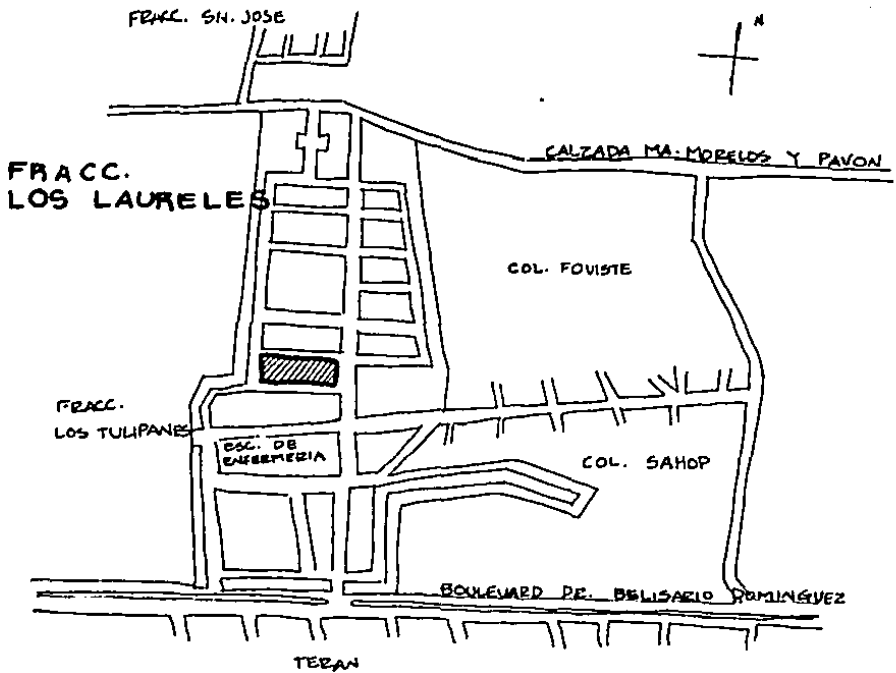 FRACC. SN. JOSE
N
CALZADA MA. MORELOS Y PAVON
FRACC.
LOS LAURELES
COL. FOVISTE
FRACC.
LOS TULIPANES
ESC. DE
ENFERMERIA
COL. SAHOP
BOULEVARD DR. BELISARIO DOMINGUEZ
TERAN